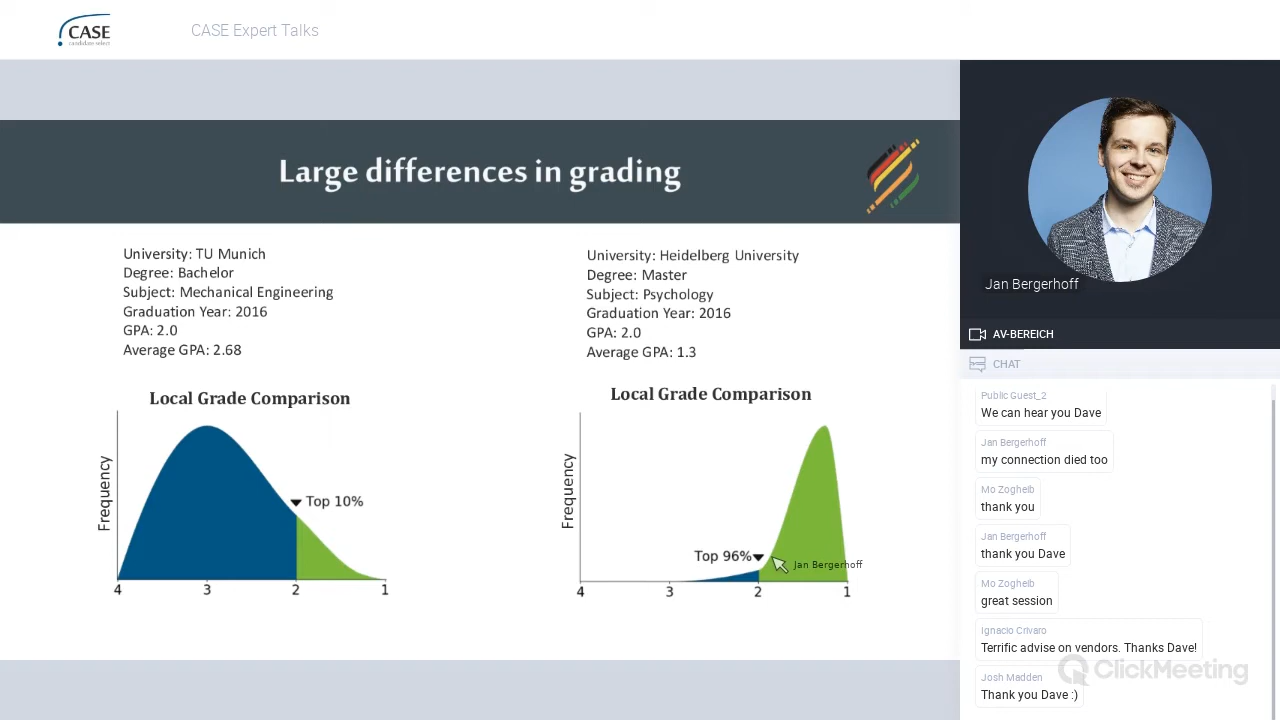 CASE
candidate select
CASE Expert Talks
Large differences in grading
University: TU Munich
Degree: Bachelor
Subject: Mechanical Engineering
Graduation Year: 2016
GPA: 2.0
Average GPA: 2.68
Local Grade Comparison
Frequency
Top 10%
4 3 2 1
University: Heidelberg University
Degree: Master
Subject: Psychology
Graduation Year: 2016
GPA: 2.0
Average GPA: 1.3
Local Grade Comparison
Frequency
Top 96%
Jan Bergerhoff
4 3 2 1
Jan Bergerhoff
AV-BEREICH
CHAT
Public Guest_2
We can hear you Dave
Jan Bergerhoff
my connection died too
Mo Zogheib
thank you
Jan Bergerhoff
thank you Dave
Mo Zogheib
great session
Ignacio Crivaro
Terrific advise on vendors. Thanks Dave!
Josh Madden
Thank you Dave :)
ClickMeeting